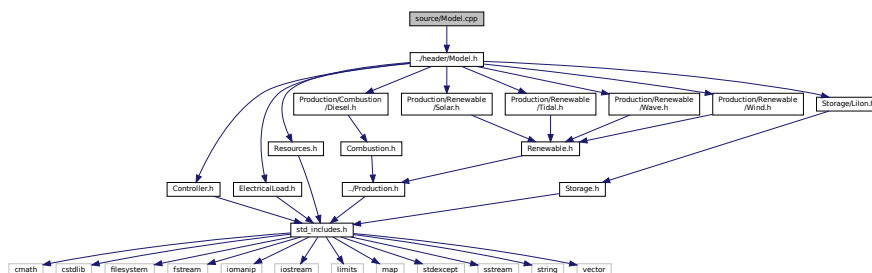 source/Model.cpp
../header/Model.h
Production/Combustion
/Diesel.h
Production/Renewable
/Solar.h
Production/Renewable
/Tidal.h
Production/Renewable
/Wave.h
Production/Renewable
/Wind.h
Storage/LiIon.h
Resources.h
Combustion.h
Renewable.h
Controller.h
ElectricalLoad.h
../Production.h
Storage.h
std_includes.h
cmath
cstdlib
filesystem
fstream
iomanip
iostream
limits
map
stdexcept
sstream
string
vector